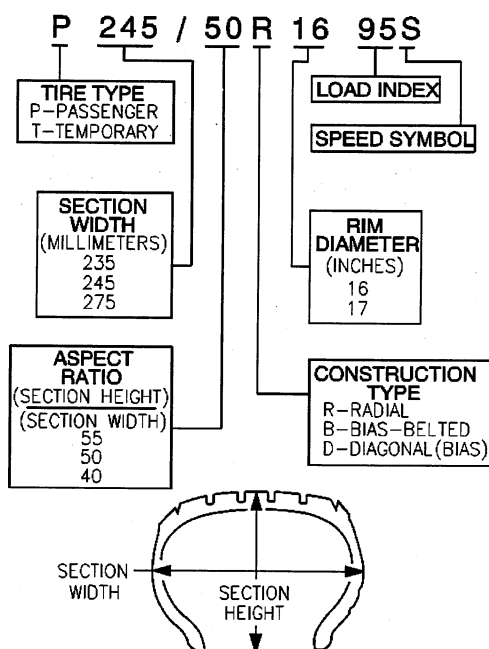 P 245 / 50 R 16 95S
TIRE TYPE
P-PASSENGER
T-TEMPORARY
LOAD INDEX
SPEED SYMBOL
SECTION
WIDTH
(MILLIMETERS)
235
245
275
RIM
DIAMETER
(INCHES)
16
17
ASPECT
RATIO
(SECTION HEIGHT)
(SECTION WIDTH)
55
50
40
CONSTRUCTION
TYPE
R-RADIAL
B-BIAS-BELTED
D-DIAGONAL(BIAS)
SECTION
WIDTH
SECTION
HEIGHT